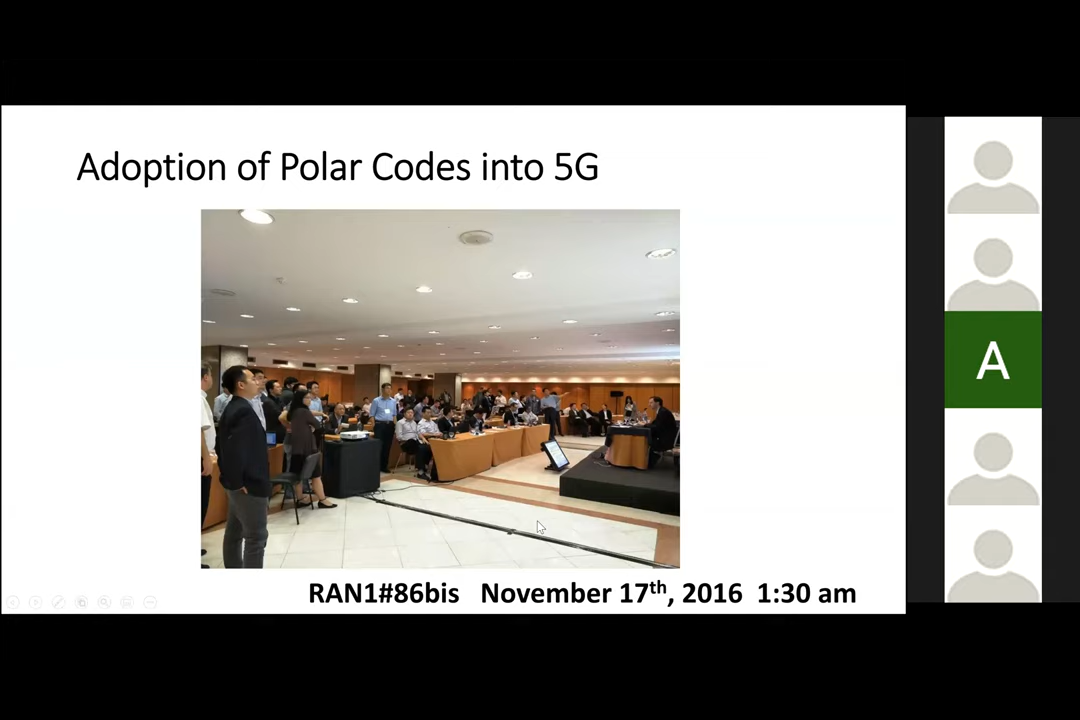 Adoption of Polar Codes into 5G
A
RAN1#86bis November 17th, 2016 1:30 am